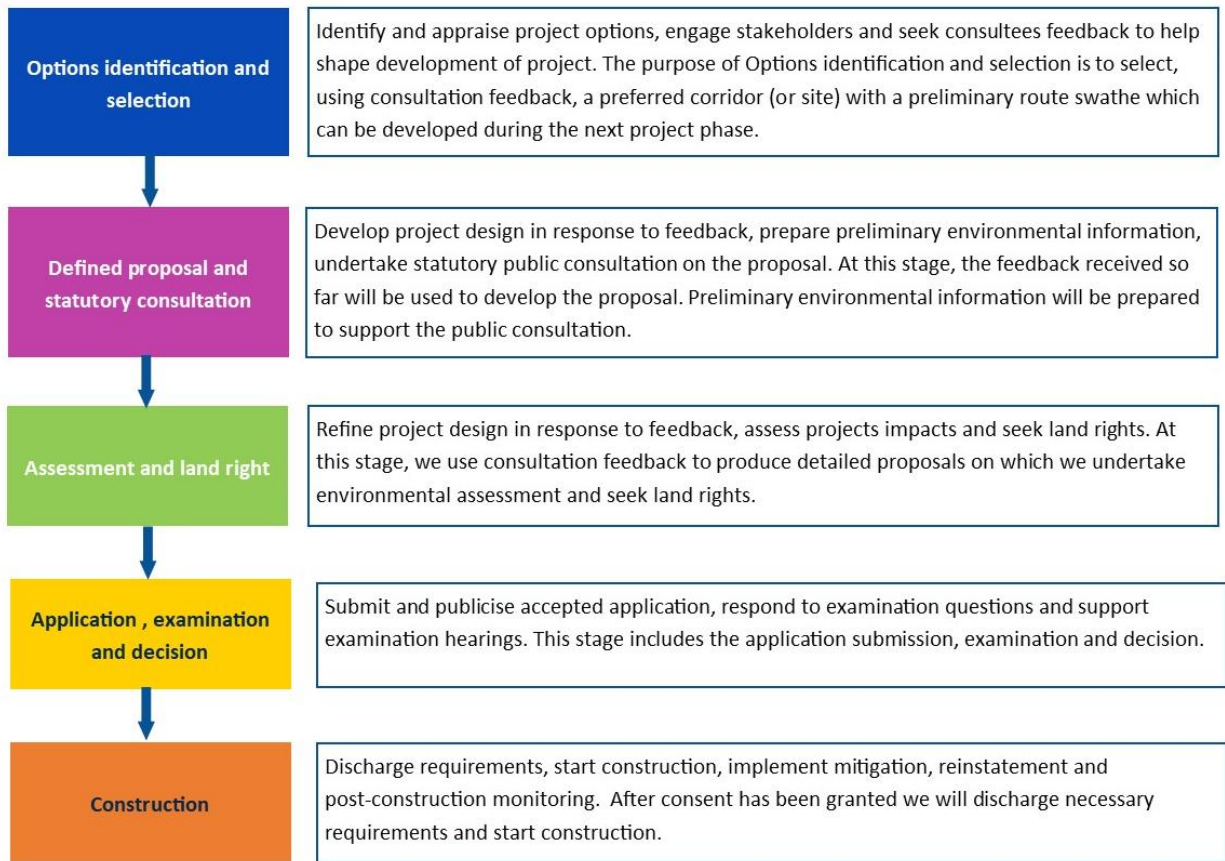 Options identification and
selection
Identify and appraise project options, engage stakeholders and seek consultees feedback to help
shape development of project. The purpose of Options identification and selection is to select,
using consultation feedback, a preferred corridor (or site) with a preliminary route swathe which
can be developed during the next project phase.
Defined proposal and
statutory consultation
Develop project design in response to feedback, prepare preliminary environmental information,
undertake statutory public consultation on the proposal. At this stage, the feedback received so
far will be used to develop the proposal. Preliminary environmental information will be prepared
to support the public consultation.
Assessment and land right
Refine project design in response to feedback, assess projects impacts and seek land rights. At
this stage, we use consultation feedback to produce detailed proposals on which we undertake
environmental assessment and seek land rights.
Application , examination
and decision
Submit and publicise accepted application, respond to examination questions and support
examination hearings. This stage includes the application submission, examination and decision.
Construction
Discharge requirements, start construction, implement mitigation, reinstatement and
post-construction monitoring.  After consent has been granted we will discharge necessary
requirements and start construction.